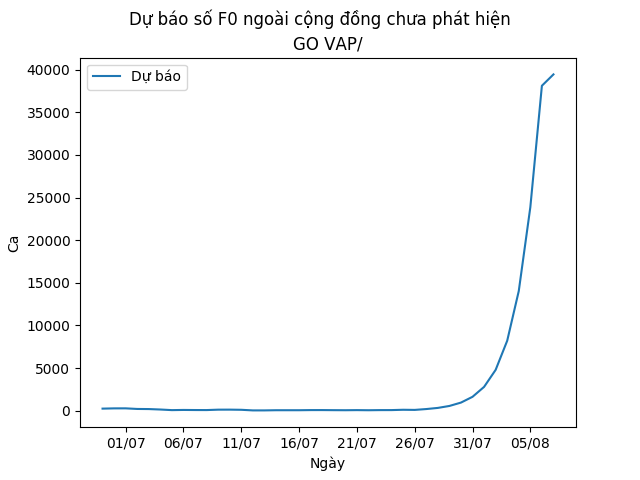 Dự báo số F0 ngoài cộng đồng chưa phát hiện
GO VAP/
Dự báo
40000
35000
30000
25000
20000
15000
10000
5000
0
Ca
01/07 06/07 11/07 16/07 21/07 26/07 31/07 05/08
Ngày